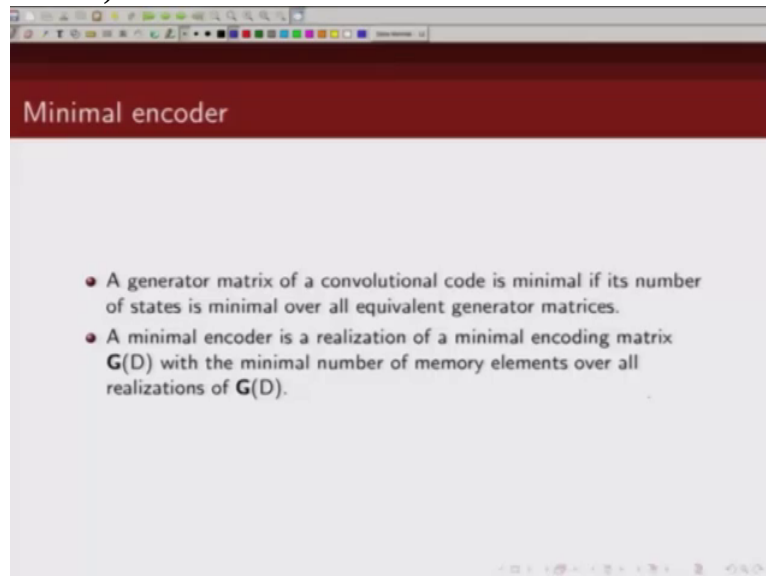 Minimal encoder
A generator matrix of a convolutional code is minimal if its number
of states is minimal over all equivalent generator matrices.
A minimal encoder is a realization of a minimal encoding matrix
G(D) with the minimal number of memory elements over all
realizations of G(D).